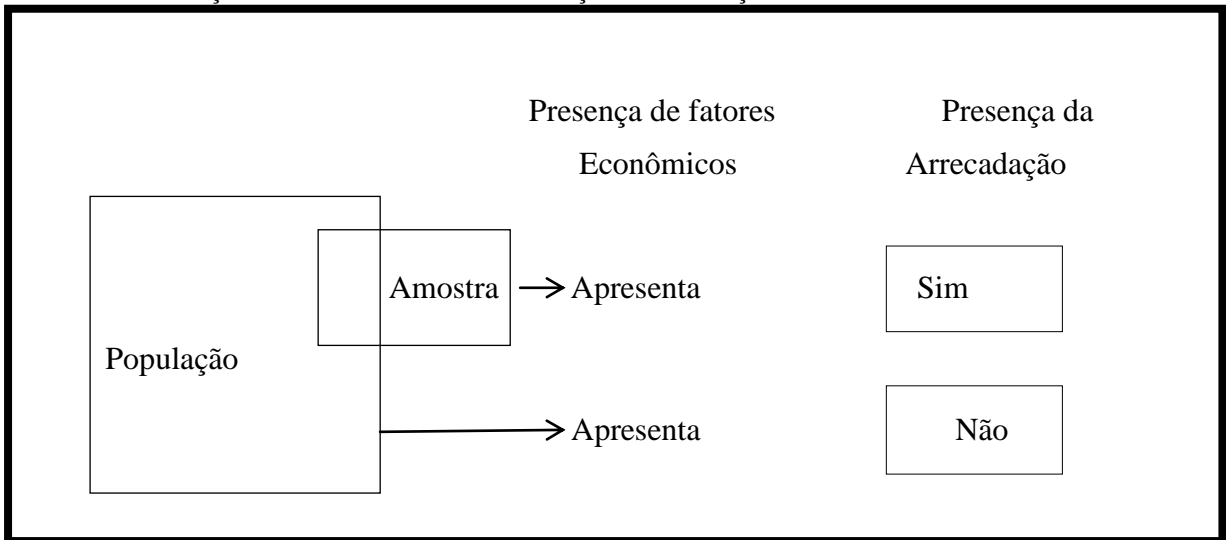 Presença de fatores
Econômicos
Presença da
Arrecadação
Amostra
Apresenta
Sim
População
Apresenta
Não